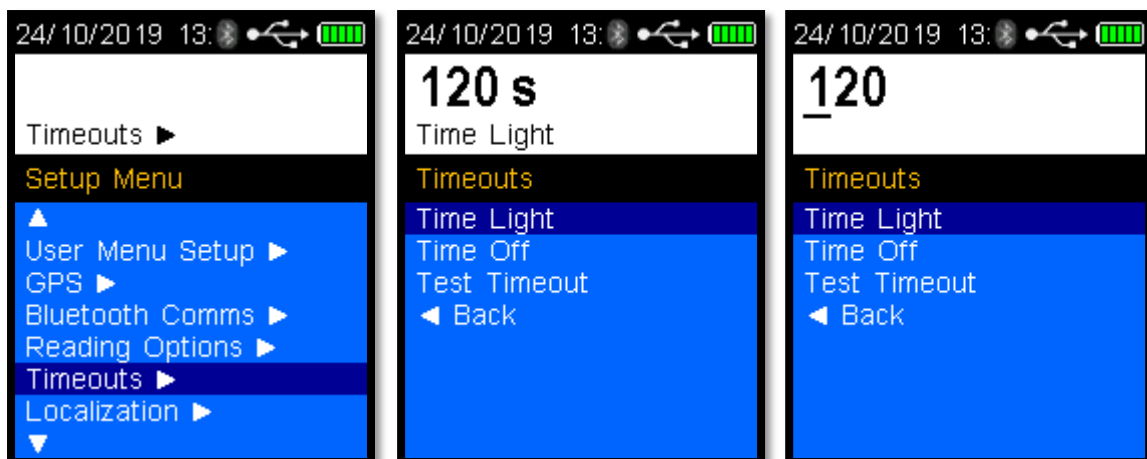 24/10/2019 13:
Timeouts ►
Setup Menu
▲
User Menu Setup ►
GPS ►
Bluetooth Comms ►
Reading Options ►
Timeouts ►
Localization ►
▼
24/10/2019 13:
120 s
Time Light
Timeouts
Time Light
Time Off
Test Timeout
◄ Back
24/10/2019 13:
120
Timeouts
Time Light
Time Off
Test Timeout
◄ Back